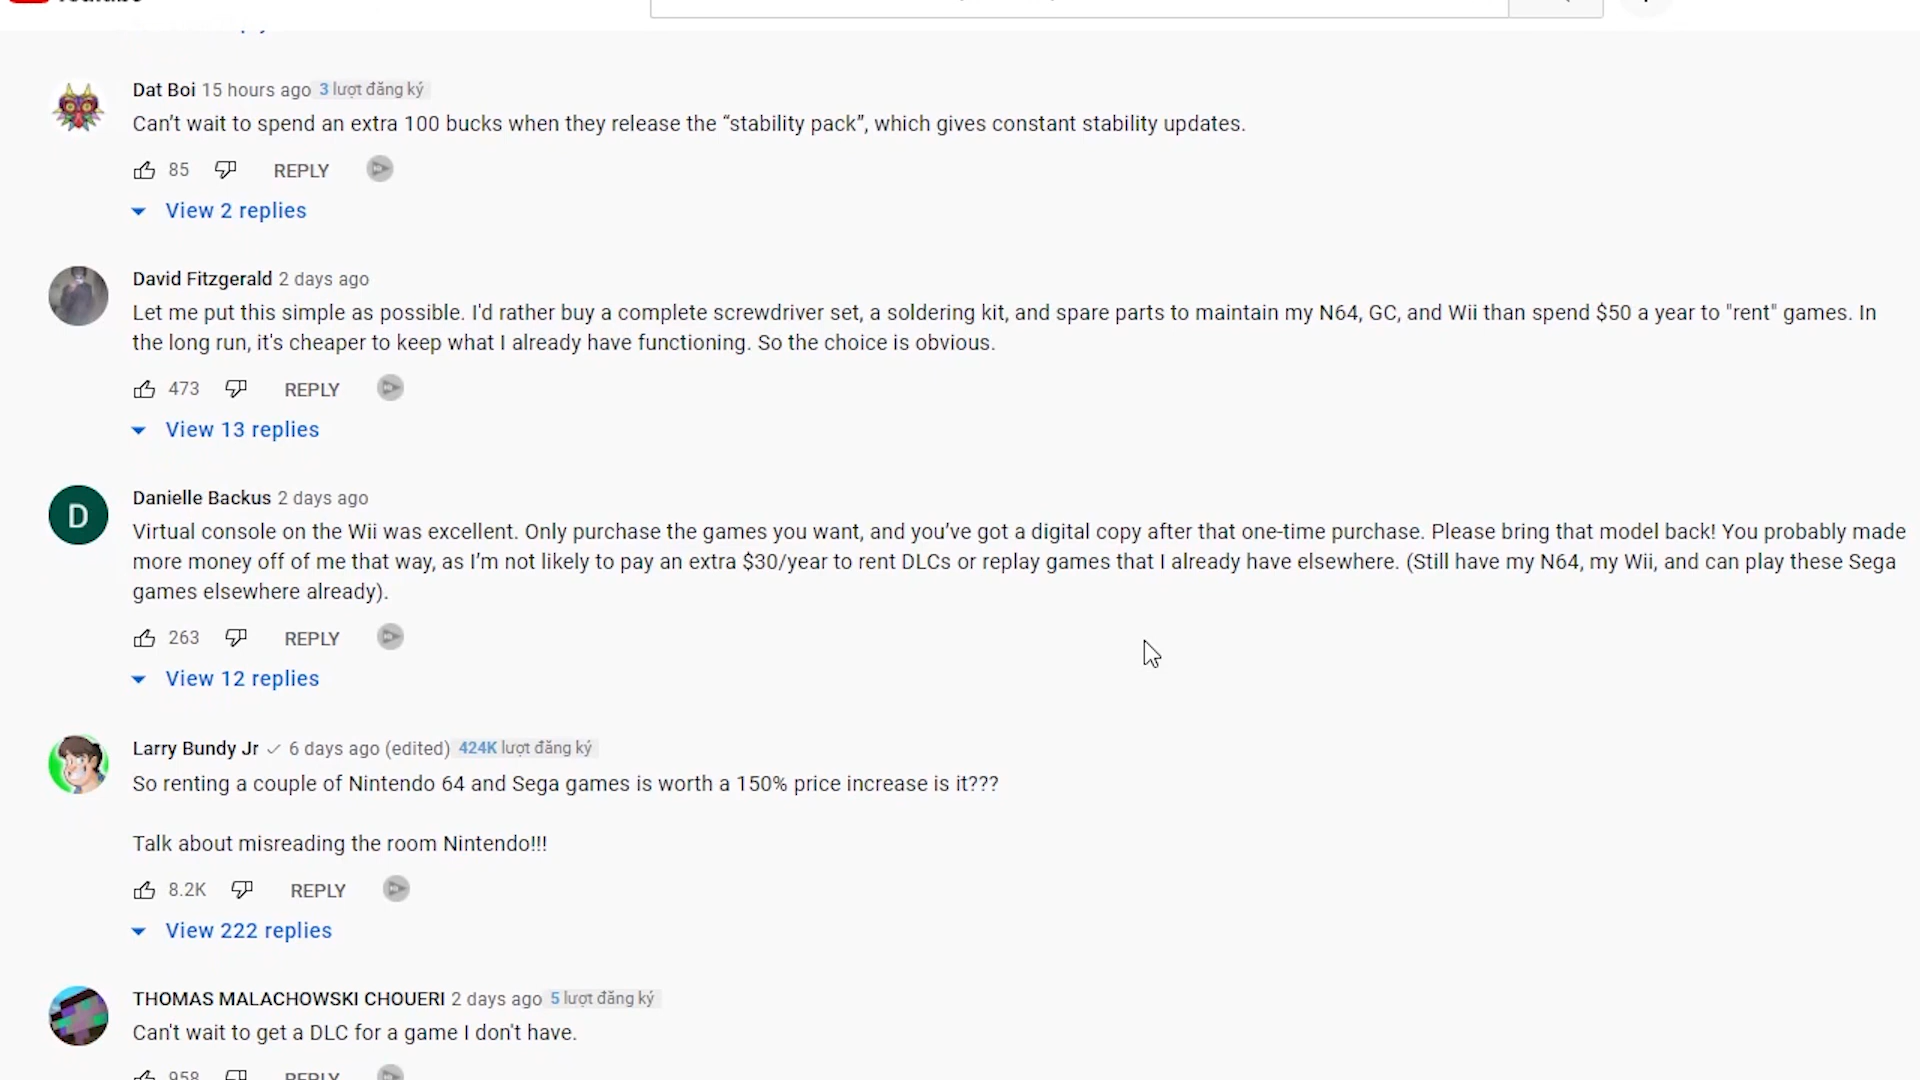 Dat Boi 15 hours ago 3 lượt đăng ký
Can’t wait to spend an extra 100 bucks when they release the “stability pack”, which gives constant stability updates.
85 REPLY
View 2 replies
David Fitzgerald 2 days ago
Let me put this simple as possible. I'd rather buy a complete screwdriver set, a soldering kit, and spare parts to maintain my N64, GC, and Wii than spend $50 a year to "rent" games. In
the long run, it's cheaper to keep what I already have functioning. So the choice is obvious.
473 REPLY
View 13 replies
D
Danielle Backus 2 days ago
Virtual console on the Wii was excellent. Only purchase the games you want, and you’ve got a digital copy after that one-time purchase. Please bring that model back! You probably made
more money off of me that way, as I’m not likely to pay an extra $30/year to rent DLCs or replay games that I already have elsewhere. (Still have my N64, my Wii, and can play these Sega
games elsewhere already).
263 REPLY
View 12 replies
Larry Bundy Jr 6 days ago (edited) 424K lượt đăng ký
So renting a couple of Nintendo 64 and Sega games is worth a 150% price increase is it???
Talk about misreading the room Nintendo!!!
8.2K REPLY
View 222 replies
THOMAS MALACHOWSKI CHOUERI 2 days ago 5 lượt đăng ký
Can't wait to get a DLC for a game I don't have.
958 REPLY